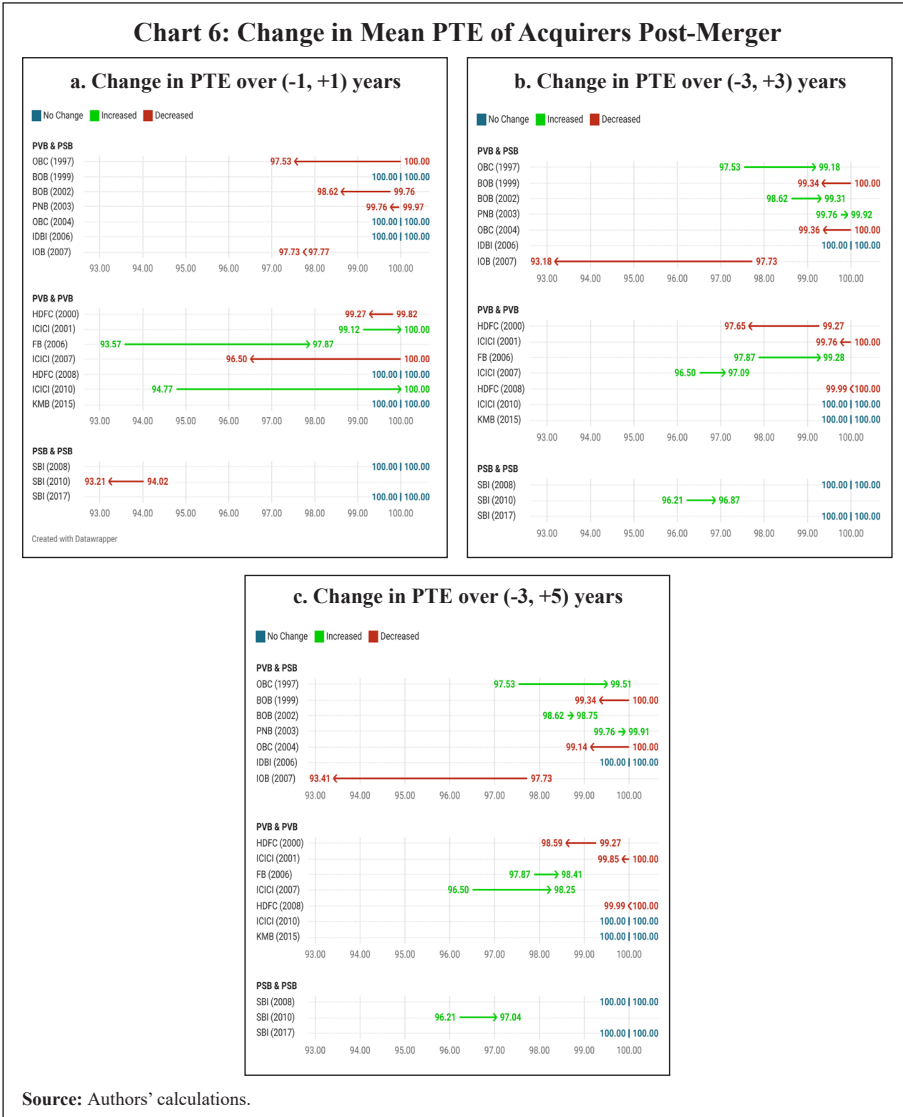 Chart 6: Change in Mean PTE of Acquirers Post-Merger
a. Change in PTE over (-1, +1) years
No Change Increased Decreased
PVB & PSB
OBC (1997) 97.53 100.00
BOB (1999) 100.00 100.00
BOB (2002) 98.62 99.76
PNB (2003) 99.76 99.97
OBC (2004) 100.00 100.00
IDBI (2006) 100.00 100.00
IOB (2007) 97.73 97.77
93.00 94.00 95.00 96.00 97.00 98.00 99.00 100.00
PVB & PVB
HDFC (2000) 99.27 99.82
ICICI (2001) 99.12 100.00
FB (2006) 93.57 97.87
ICICI (2007) 96.50 100.00
HDFC (2008) 100.00 100.00
ICICI (2010) 94.77 100.00
KMB (2015) 100.00 100.00
93.00 94.00 95.00 96.00 97.00 98.00 99.00 100.00
PSB & PSB
SBI (2008) 100.00 100.00
SBI (2010) 93.21 94.02
SBI (2017) 100.00 100.00
93.00 94.00 95.00 96.00 97.00 98.00 99.00 100.00
Created with Datawrapper
b. Change in PTE over (-3, +3) years
No Change Increased Decreased
PVB & PSB
OBC (1997) 97.53 99.18
BOB (1999) 99.34 100.00
BOB (2002) 98.62 99.31
PNB (2003) 99.76 99.92
OBC (2004) 99.36 100.00
IDBI (2006) 100.00 100.00
IOB (2007) 93.18 97.73
93.00 94.00 95.00 96.00 97.00 98.00 99.00 100.00
PVB & PVB
HDFC (2000) 97.65 99.27
ICICI (2001) 99.76 100.00
FB (2006) 97.87 99.28
ICICI (2007) 96.50 97.09
HDFC (2008) 99.99 100.00
ICICI (2010) 100.00 100.00
KMB (2015) 100.00 100.00
93.00 94.00 95.00 96.00 97.00 98.00 99.00 100.00
PSB & PSB
SBI (2008) 100.00 100.00
SBI (2010) 96.21 96.87
SBI (2017) 100.00 100.00
93.00 94.00 95.00 96.00 97.00 98.00 99.00 100.00
c. Change in PTE over (-3, +5) years
No Change Increased Decreased
PVB & PSB
OBC (1997) 97.53 99.51
BOB (1999) 99.34 100.00
BOB (2002) 98.62 98.75
PNB (2003) 99.76 99.91
OBC (2004) 99.14 100.00
IDBI (2006) 100.00 100.00
IOB (2007) 93.41 97.73
93.00 94.00 95.00 96.00 97.00 98.00 99.00 100.00
PVB & PVB
HDFC (2000) 98.59 99.27
ICICI (2001) 99.85 100.00
FB (2006) 97.87 98.41
ICICI (2007) 96.50 98.25
HDFC (2008) 99.99 100.00
ICICI (2010) 100.00 100.00
KMB (2015) 100.00 100.00
93.00 94.00 95.00 96.00 97.00 98.00 99.00 100.00
PSB & PSB
SBI (2008) 100.00 100.00
SBI (2010) 96.21 97.04
SBI (2017) 100.00 100.00
93.00 94.00 95.00 96.00 97.00 98.00 99.00 100.00
Source: Authors' calculations.